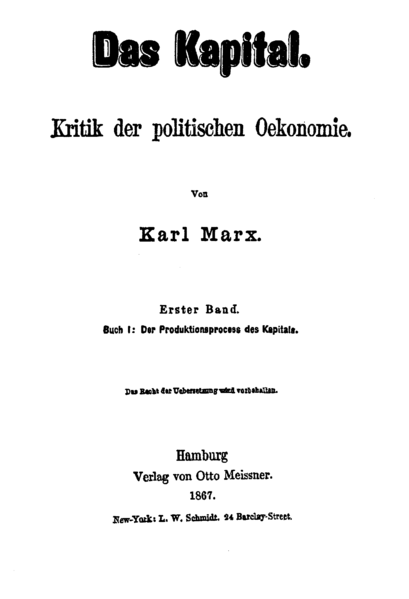 Das Kapital.
Kritik der politischen Oekonomie.
Von
Karl Marx.
Erster Band.
Buch I: Der Produktionsprocess des Kapitals.
Das Recht der Uebersetzung wird vorbehalten.
Hamburg
Verlag von Otto Meissner.
1867.
New-York: L. W. Schmidt. 24 Barclay-Street.